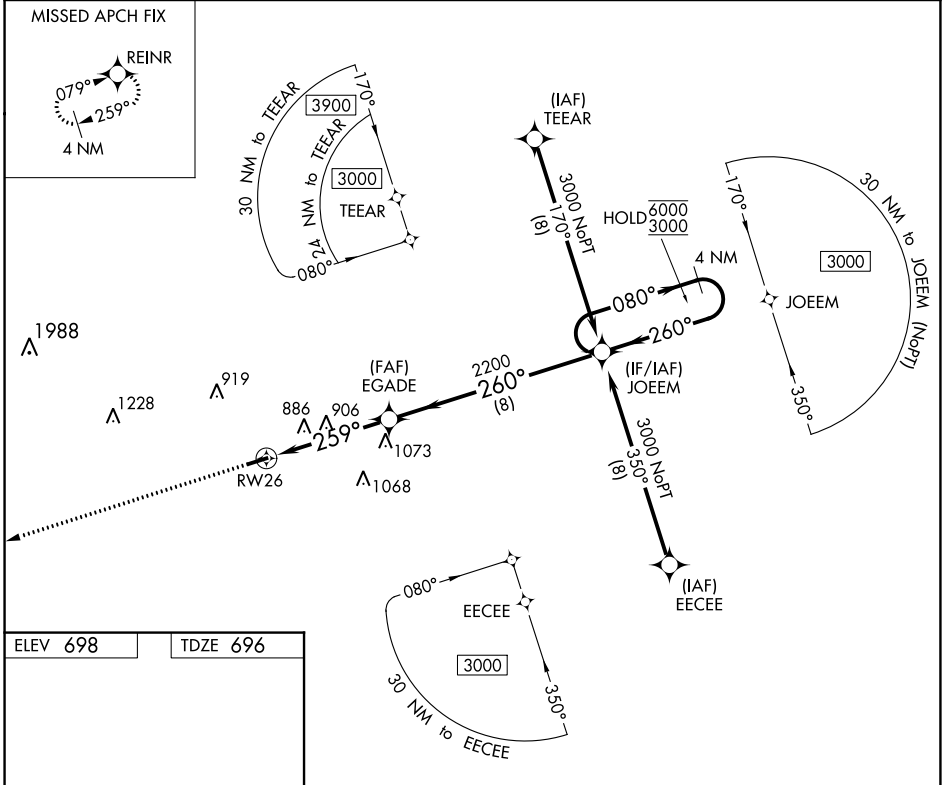 MISSED APCH FIX
REINR
079°
259°
4 NM
30 NM to TEEAR
3900
170°
24 NM to TEEAR
3000
TEEAR
080°
(IAF)
TEEAR
3000 NoPT
170°
(8)
HOLD 6000
3000
4 NM
080°
260°
(IF/IAF)
JOEEM
170°
30 NM to JOEEM (NoPT)
3000
JOEEM
350°
1988
1228
919
886
906
(FAF)
EGADE
2200
260°
(8)
259°
1073
1068
RW26
3000 NoPT
350°
(8)
(IAF)
EECEE
080°
EECEE
3000
350°
30 NM to EECEE
ELEV 698
TDZE 696